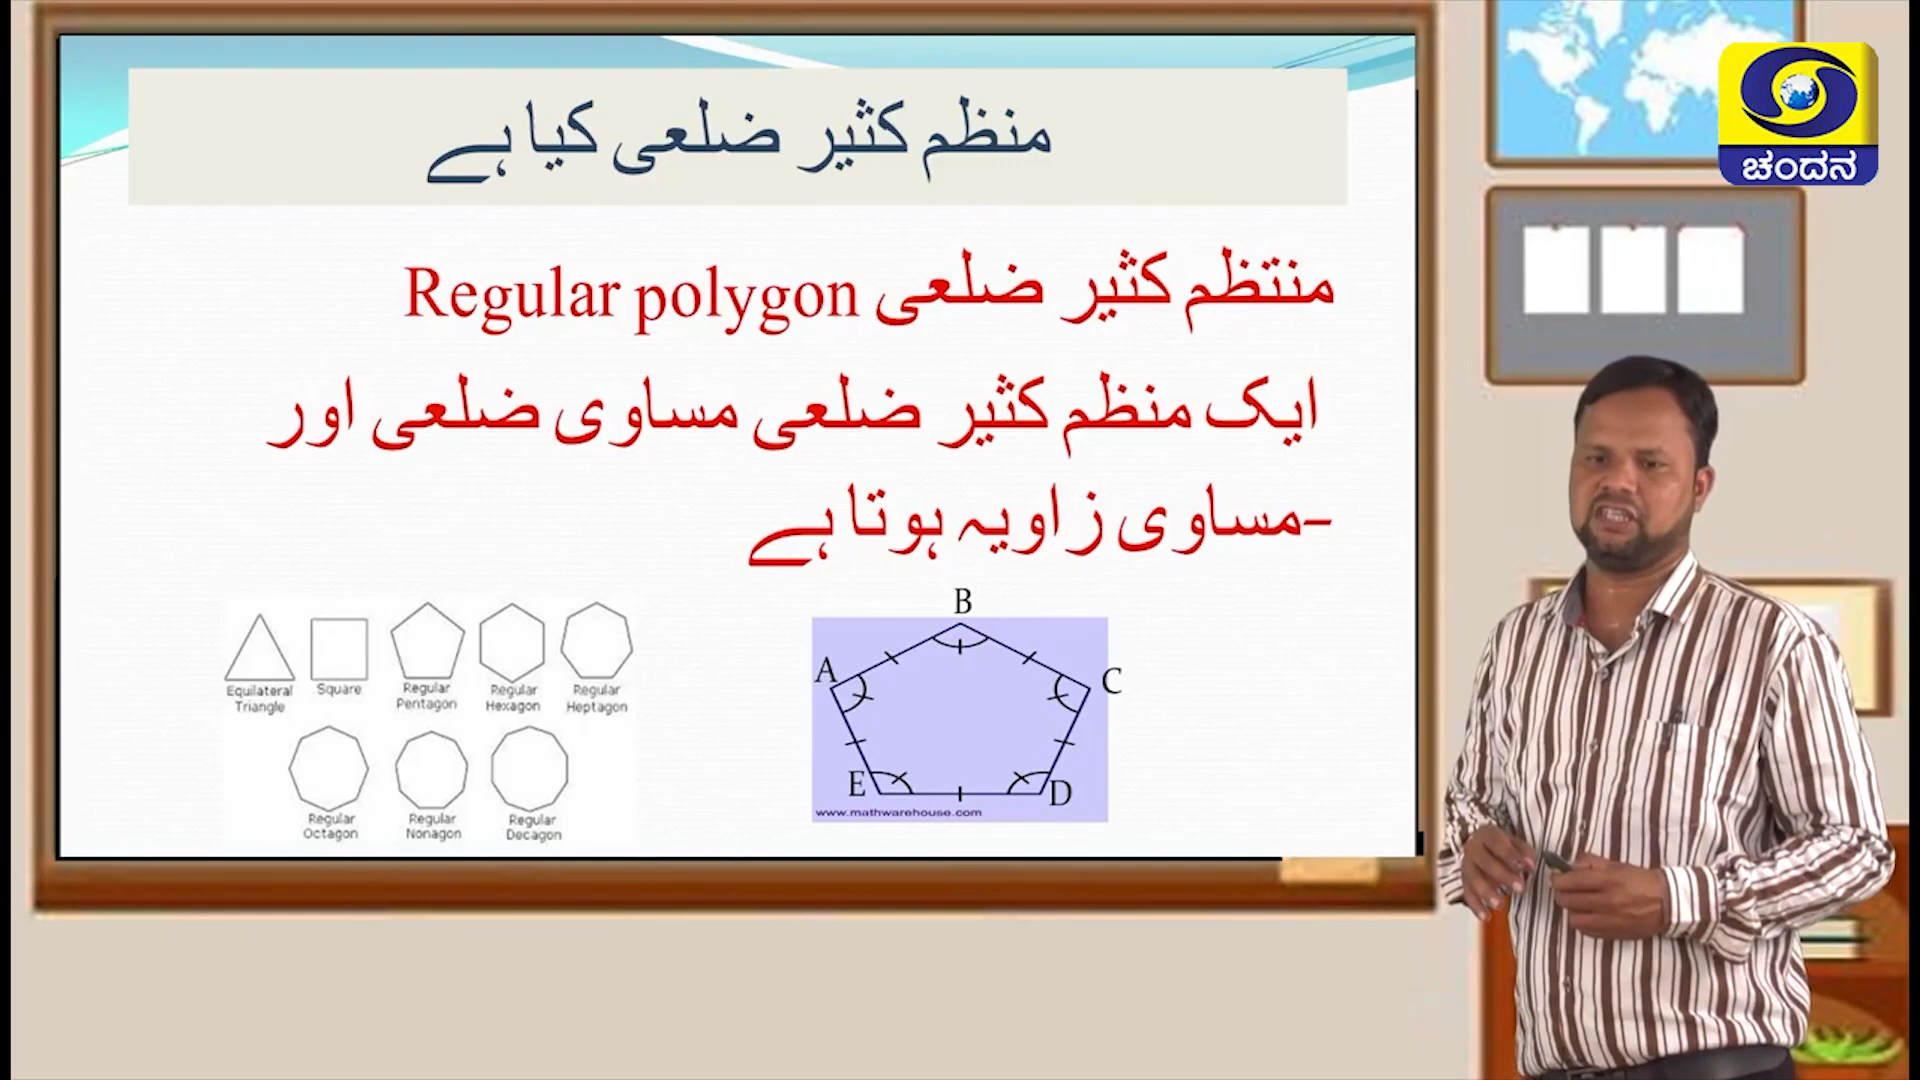 منظم کثیر ضلعی کیا ہے
منتظم کثیر ضلعی Regular polygon
ایک منظم کثیر ضلعی مساوی ضلعی اور
مساوی زاویہ ہوتا ہے-
Equilateral Triangle
Square
Regular Pentagon
Regular Hexagon
Regular Heptagon
Regular Octagon
Regular Nonagon
Regular Decagon
B
A
C
E
D
www.mathwarehouse.com
ಚಂದನ